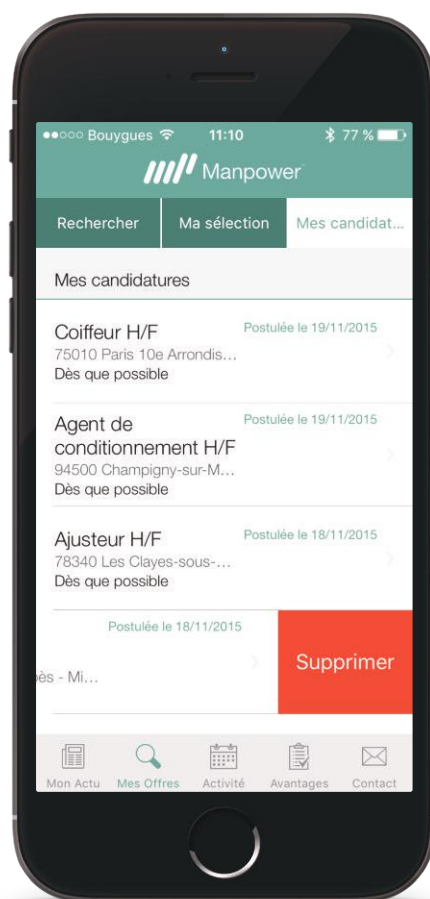 Bouygues 11:10 77 %
Manpower
Rechercher Ma sélection Mes candidat...
Mes candidatures
Coiffeur H/F Postulée le 19/11/2015
75010 Paris 10e Arrondis...
Dès que possible
Agent de Postulée le 19/11/2015
conditionnement H/F
94500 Champigny-sur-M...
Dès que possible
Ajusteur H/F Postulée le 18/11/2015
78340 Les Clayes-sous-...
Dès que possible
Postulée le 18/11/2015
ès - Mi... Supprimer
Mon Actu Mes Offres Activité Avantages Contact